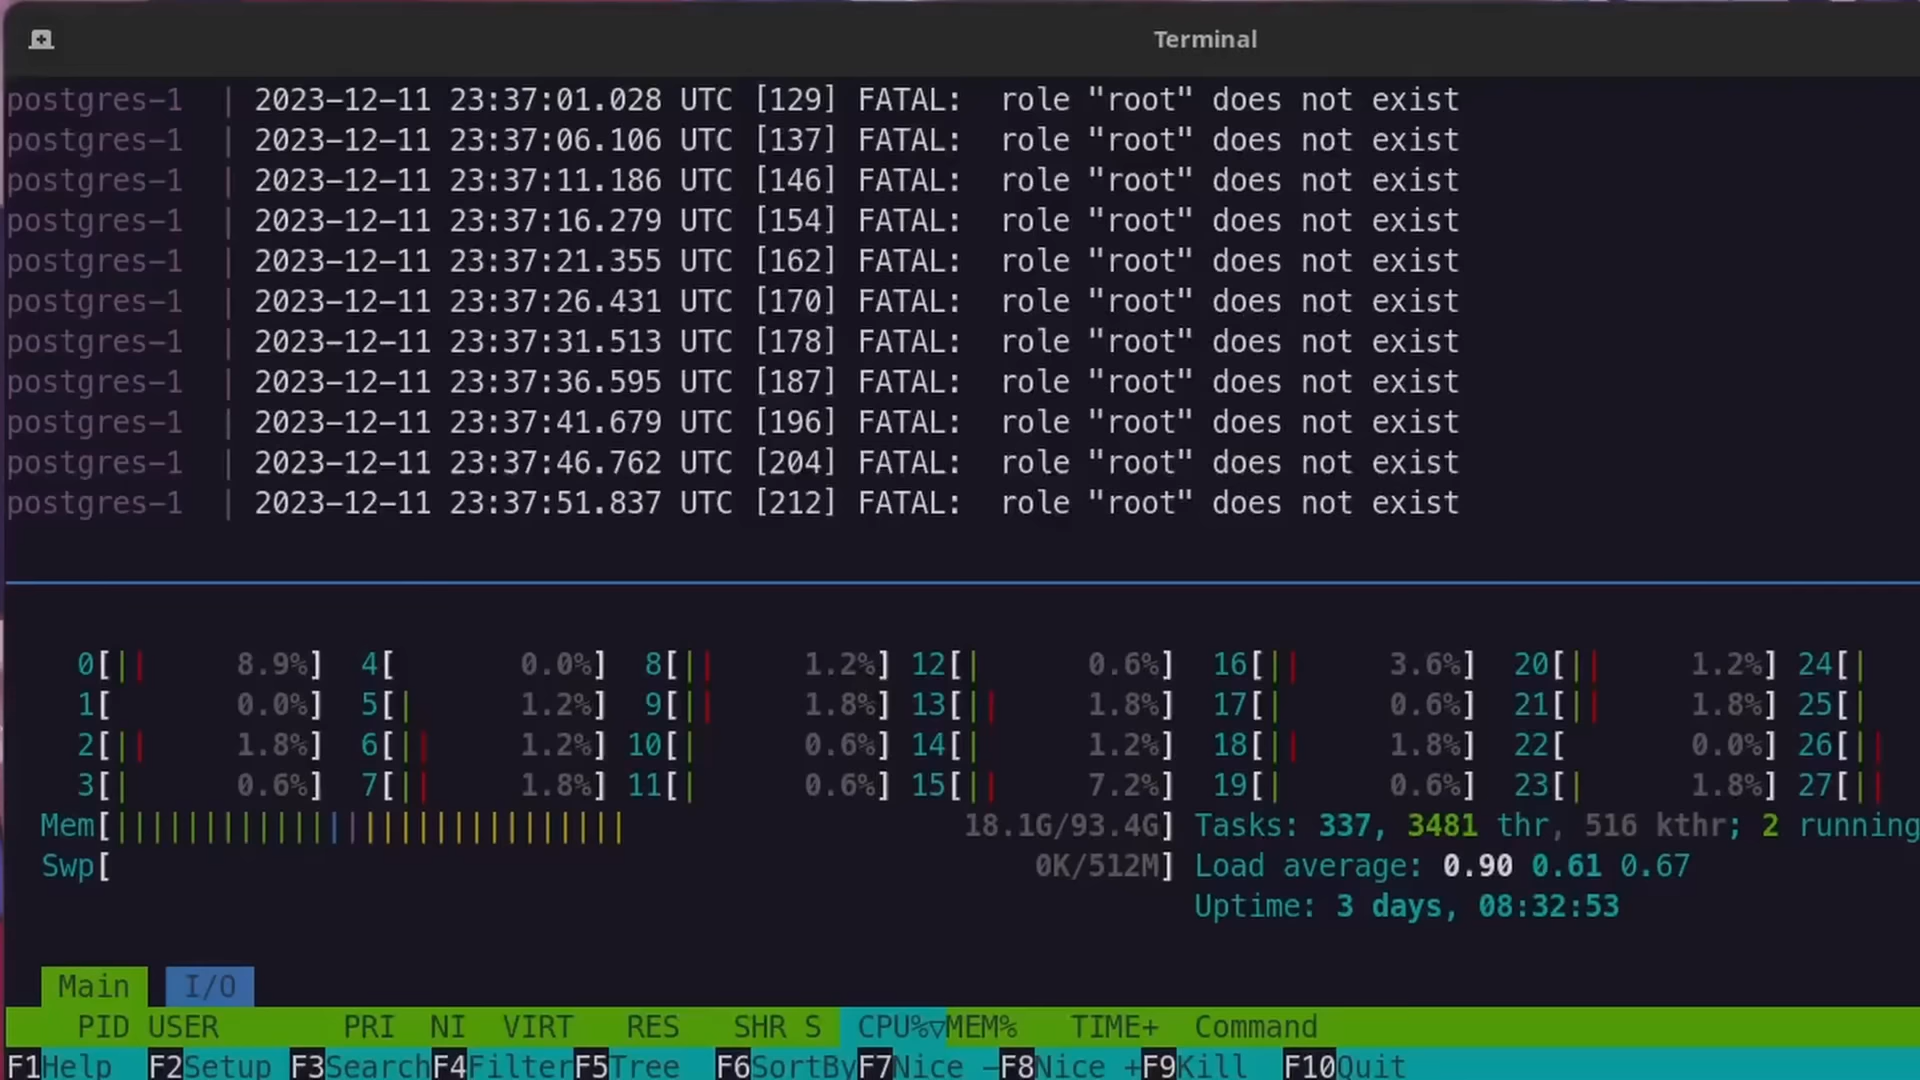 Terminal
postgres-1  | 2023-12-11 23:37:01.028 UTC [129] FATAL:  role "root" does not exist
postgres-1  | 2023-12-11 23:37:06.106 UTC [137] FATAL:  role "root" does not exist
postgres-1  | 2023-12-11 23:37:11.186 UTC [146] FATAL:  role "root" does not exist
postgres-1  | 2023-12-11 23:37:16.279 UTC [154] FATAL:  role "root" does not exist
postgres-1  | 2023-12-11 23:37:21.355 UTC [162] FATAL:  role "root" does not exist
postgres-1  | 2023-12-11 23:37:26.431 UTC [170] FATAL:  role "root" does not exist
postgres-1  | 2023-12-11 23:37:31.513 UTC [178] FATAL:  role "root" does not exist
postgres-1  | 2023-12-11 23:37:36.595 UTC [187] FATAL:  role "root" does not exist
postgres-1  | 2023-12-11 23:37:41.679 UTC [196] FATAL:  role "root" does not exist
postgres-1  | 2023-12-11 23:37:46.762 UTC [204] FATAL:  role "root" does not exist
postgres-1  | 2023-12-11 23:37:51.837 UTC [212] FATAL:  role "root" does not exist
0[|| 8.9%] 4[ 0.0%] 8[|| 1.2%] 12[| 0.6%] 16[|| 3.6%] 20[|| 1.2%] 24[|
1[ 0.0%] 5[| 1.2%] 9[|| 1.8%] 13[|| 1.8%] 17[| 0.6%] 21[|| 1.8%] 25[|
2[|| 1.8%] 6[|| 1.2%] 10[| 0.6%] 14[| 1.2%] 18[|| 1.8%] 22[ 0.0%] 26[||
3[| 0.6%] 7[|| 1.8%] 11[| 0.6%] 15[|| 7.2%] 19[| 0.6%] 23[| 1.8%] 27[||
Mem[||||||||||||||||||||||||||||| 18.1G/93.4G] Tasks: 337, 3481 thr, 516 kthr; 2 running
Swp[ 0K/512M] Load average: 0.90 0.61 0.67
Uptime: 3 days, 08:32:53
Main I/O
PID USER PRI NI VIRT RES SHR S CPU%▽MEM% TIME+ Command
F1Help F2Setup F3SearchF4FilterF5Tree F6SortByF7Nice -F8Nice +F9Kill F10Quit